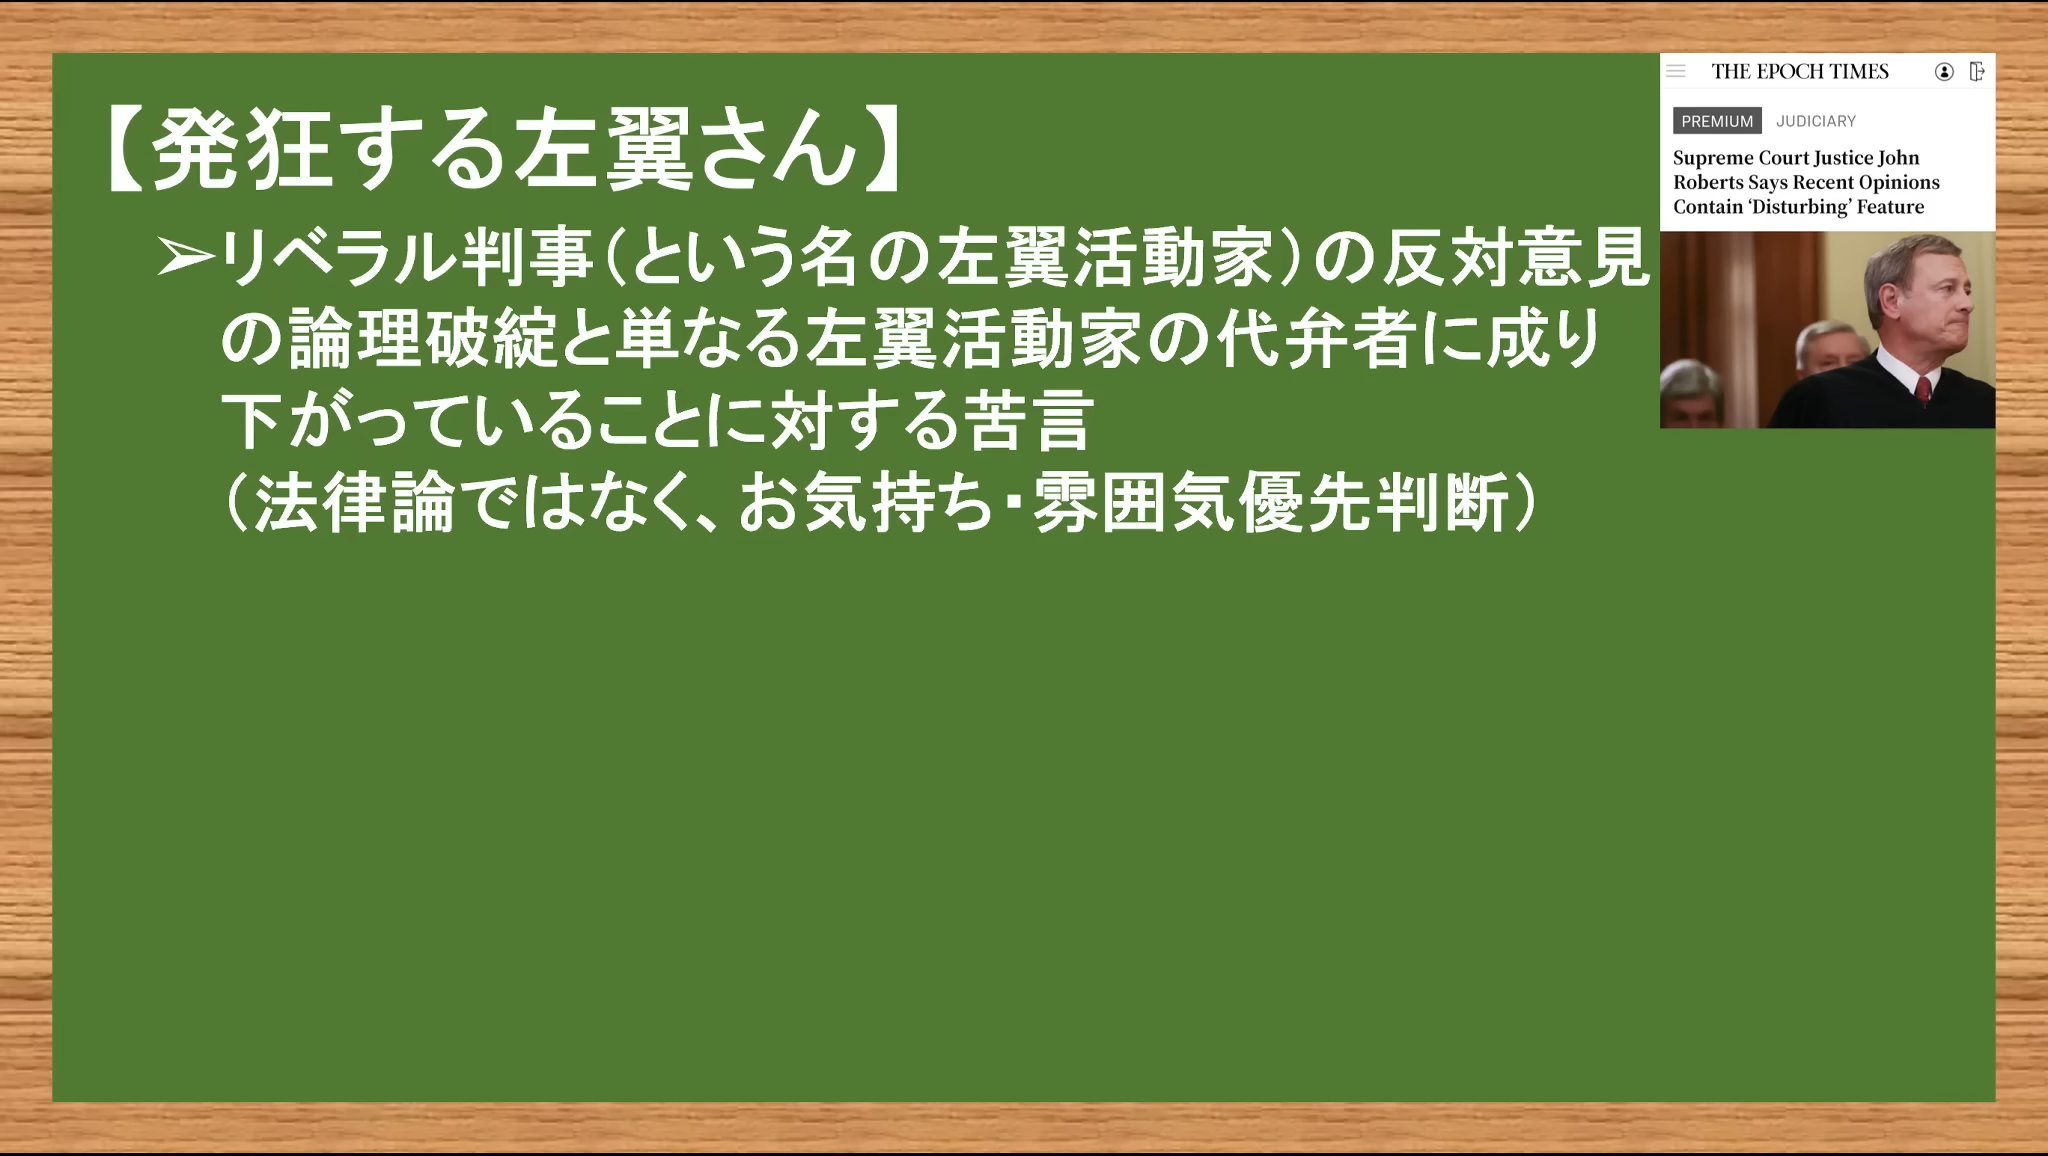 【発狂する左翼さん】
➢リベラル判事（という名の左翼活動家）の反対意見
の論理破綻と単なる左翼活動家の代弁者に成り
下がっていることに対する苦言
（法律論ではなく、お気持ち・雰囲気優先判断）
THE EPOCH TIMES
PREMIUM JUDICIARY
Supreme Court Justice John
Roberts Says Recent Opinions
Contain ‘Disturbing’ Feature